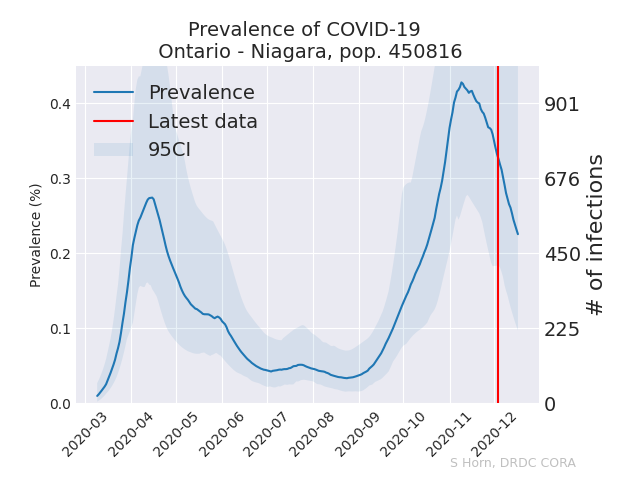 Prevalence of COVID-19
Ontario - Niagara, pop. 450816
Prevalence
Latest data
95CI
Prevalence (%)
0.4
0.3
0.2
0.1
0.0
901
676
450
225
0
# of infections
2020-03
2020-04
2020-05
2020-06
2020-07
2020-08
2020-09
2020-10
2020-11
2020-12
S Horn, DRDC CORA